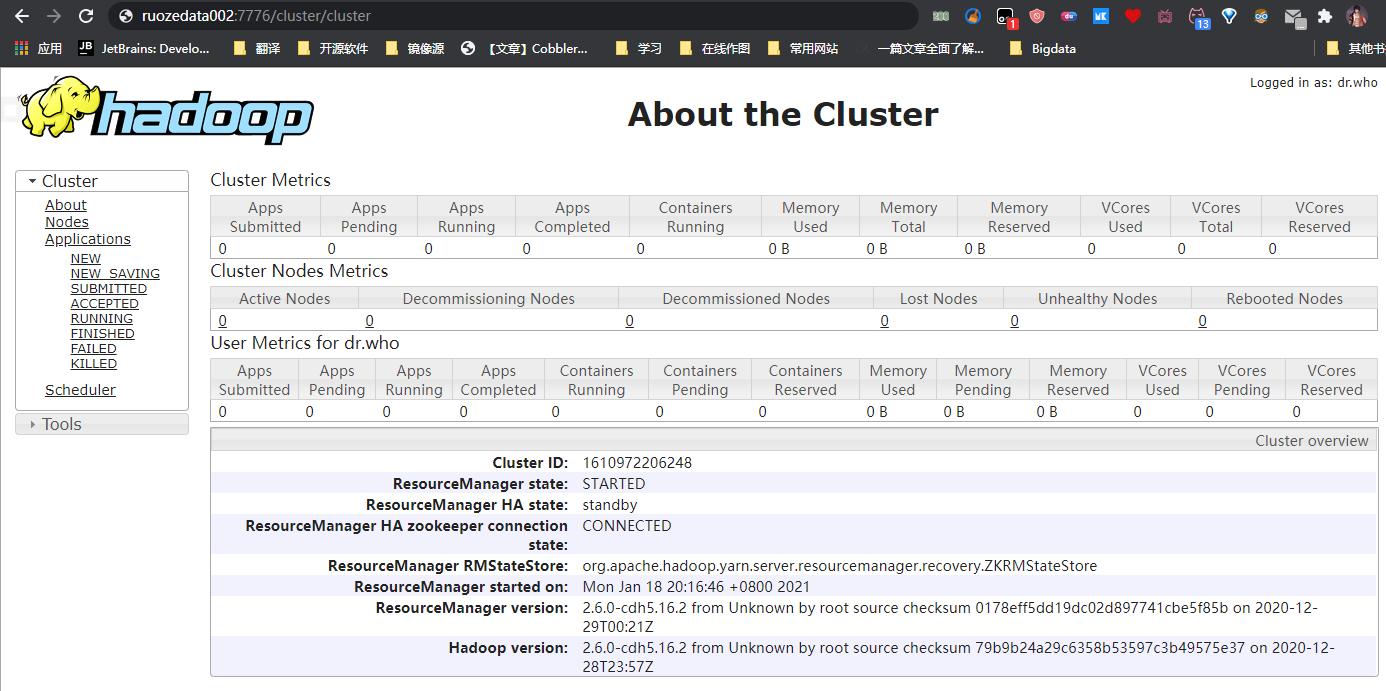 ruozedata002:7776/cluster/cluster
1
13
应用
JB
JetBrains: Develo...
翻译
开源软件
镜像源
【文章】Cobbler...
学习
在线作图
常用网站
一篇文章全面了解...
Bigdata
其他书
hadoop
About the Cluster
Logged in as: dr.who
Cluster
About
Nodes
Applications
NEW
NEW_SAVING
SUBMITTED
ACCEPTED
RUNNING
FINISHED
FAILED
KILLED
Scheduler
Tools
Cluster Metrics
Apps Submitted Apps Pending Apps Running Apps Completed Containers Running Memory Used Memory Total Memory Reserved VCores Used VCores Total VCores Reserved
0 0 0 0 0 0 B 0 B 0 B 0 0 0
Cluster Nodes Metrics
Active Nodes Decommissioning Nodes Decommissioned Nodes Lost Nodes Unhealthy Nodes Rebooted Nodes
0 0 0 0 0 0
User Metrics for dr.who
Apps Submitted Apps Pending Apps Running Apps Completed Containers Running Containers Pending Containers Reserved Memory Used Memory Pending Memory Reserved VCores Used VCores Pending VCores Reserved
0 0 0 0 0 0 0 0 B 0 B 0 B 0 0 0
Cluster overview
Cluster ID: 1610972206248
ResourceManager state: STARTED
ResourceManager HA state: standby
ResourceManager HA zookeeper connection state: CONNECTED
ResourceManager RMStateStore: org.apache.hadoop.yarn.server.resourcemanager.recovery.ZKRMStateStore
ResourceManager started on: Mon Jan 18 20:16:46 +0800 2021
ResourceManager version: 2.6.0-cdh5.16.2 from Unknown by root source checksum 0178eff5dd19dc02d897741cbe5f85b on 2020-12-
29T00:21Z
Hadoop version: 2.6.0-cdh5.16.2 from Unknown by root source checksum 79b9b24a29c6358b53597c3b49575e37 on 2020-12-
28T23:57Z